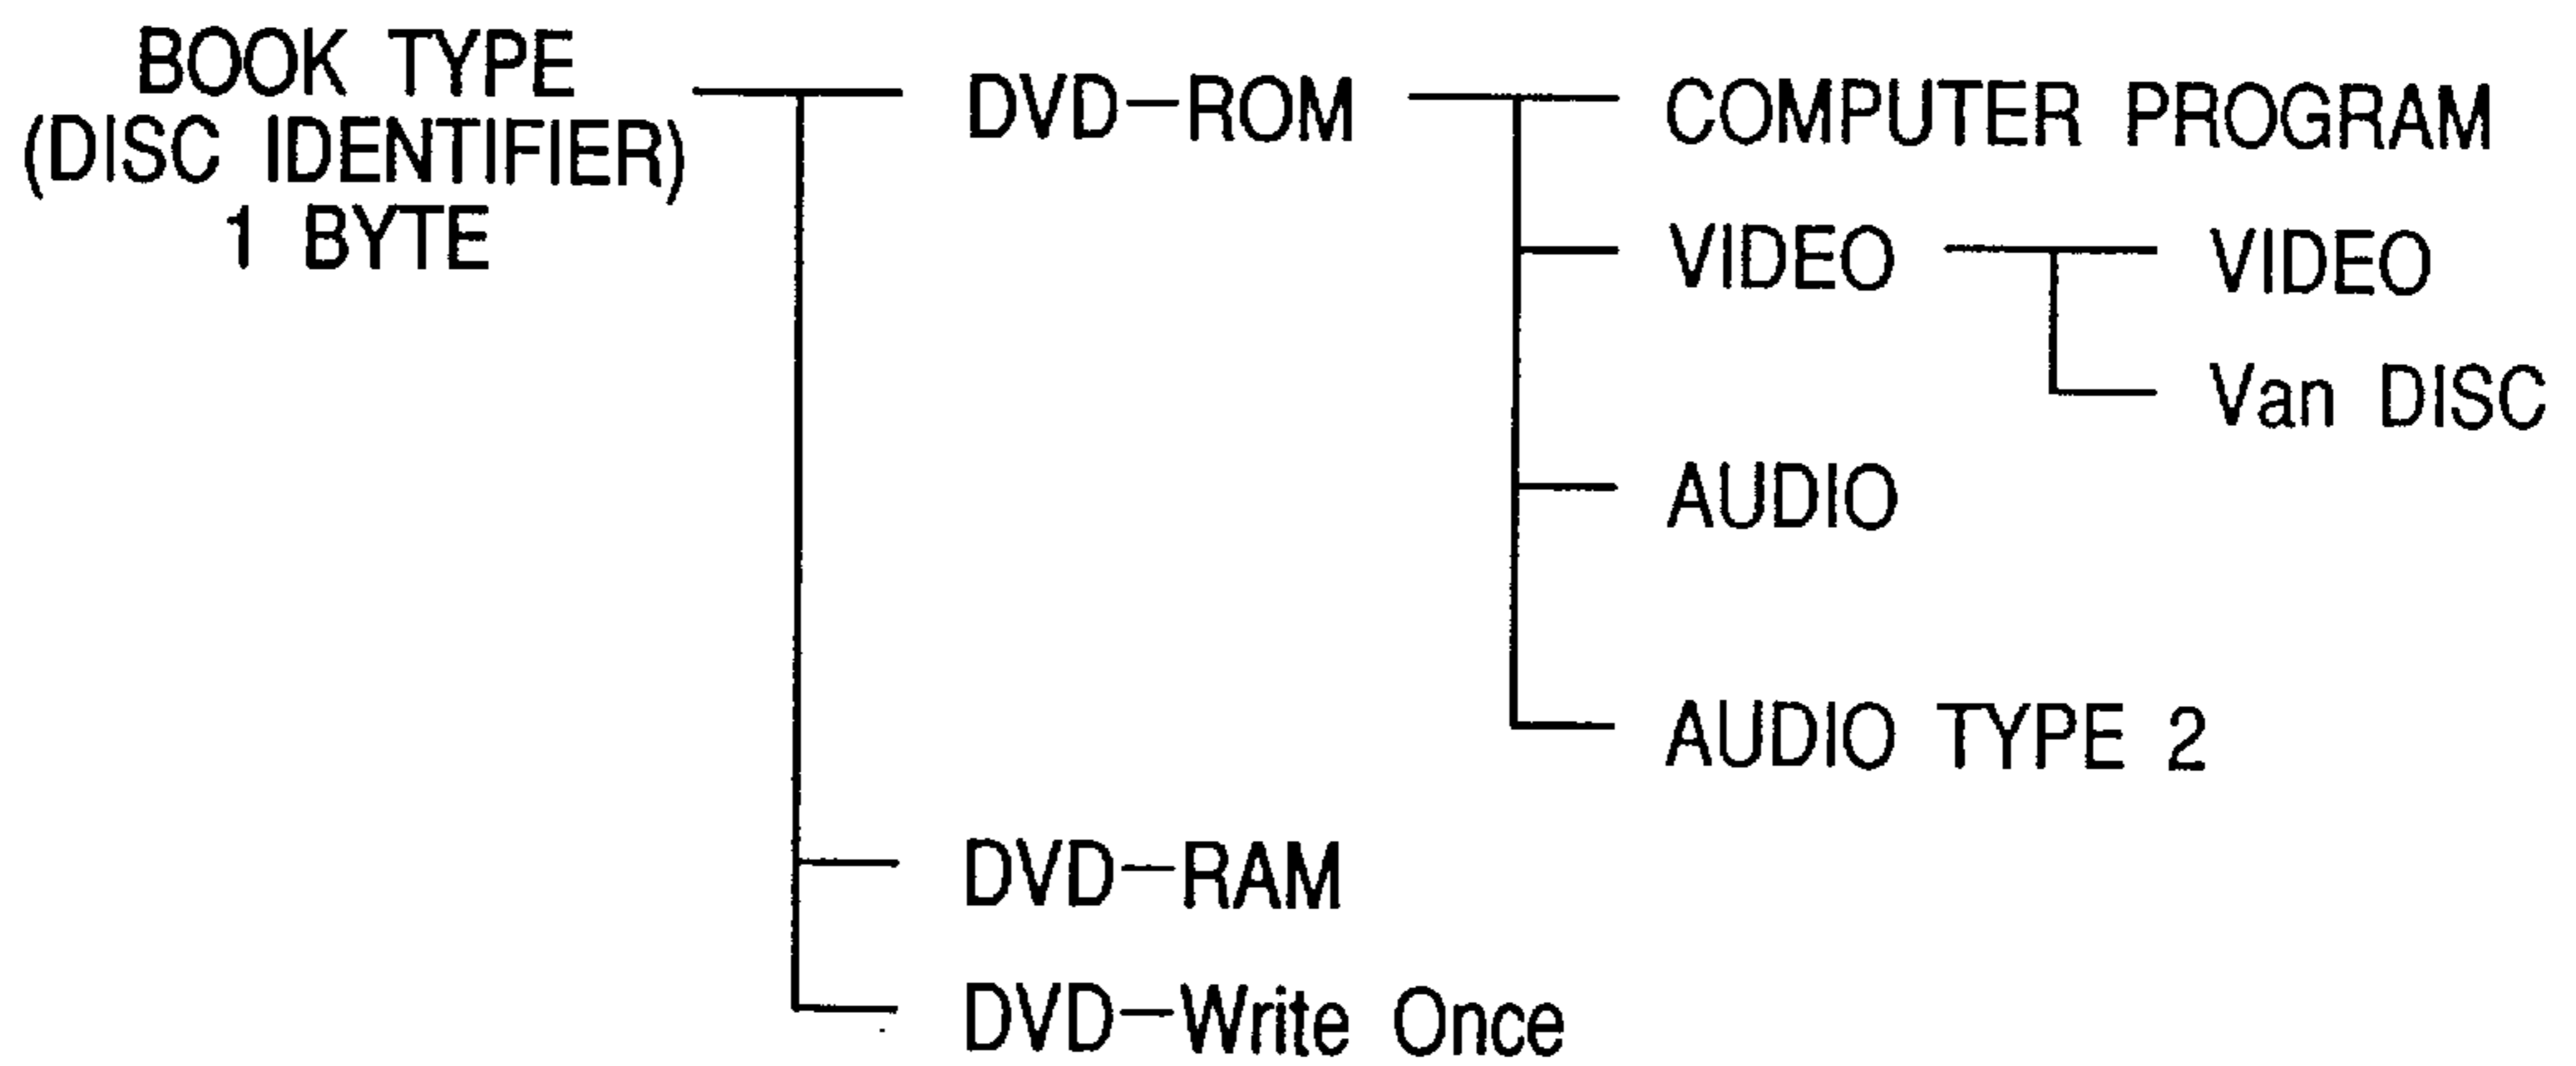 BOOK TYPE
(DISC IDENTIFIER)
1 BYTE
DVD-ROM
COMPUTER PROGRAM
VIDEO
VIDEO
Van DISC
AUDIO
AUDIO TYPE 2
DVD-RAM
DVD-Write Once